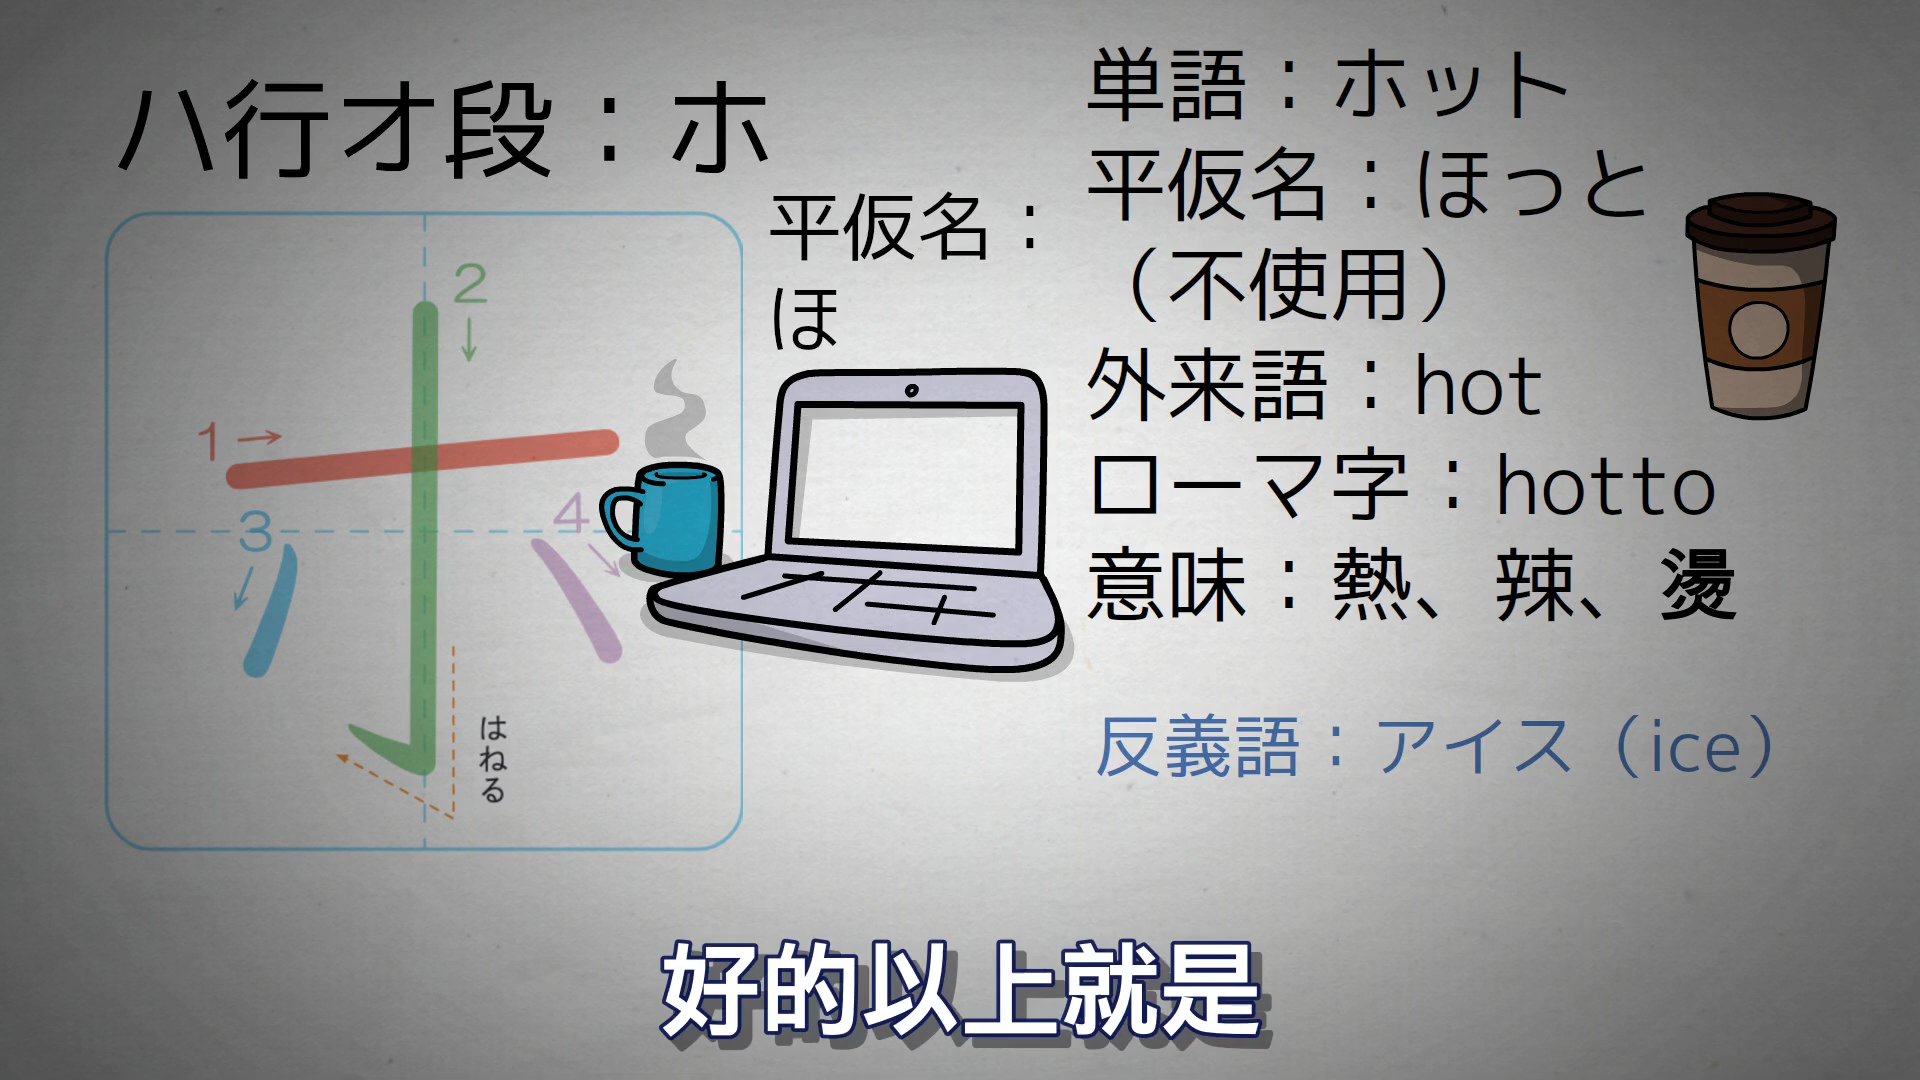 ハ行オ段：ホ
平仮名：
ほ
1
2
3
4
はねる
単語：ホット
平仮名：ほっと
（不使用）
外来語：hot
ローマ字：hotto
意味：熱、辣、燙
反義語：アイス（ice）
好的以上就是